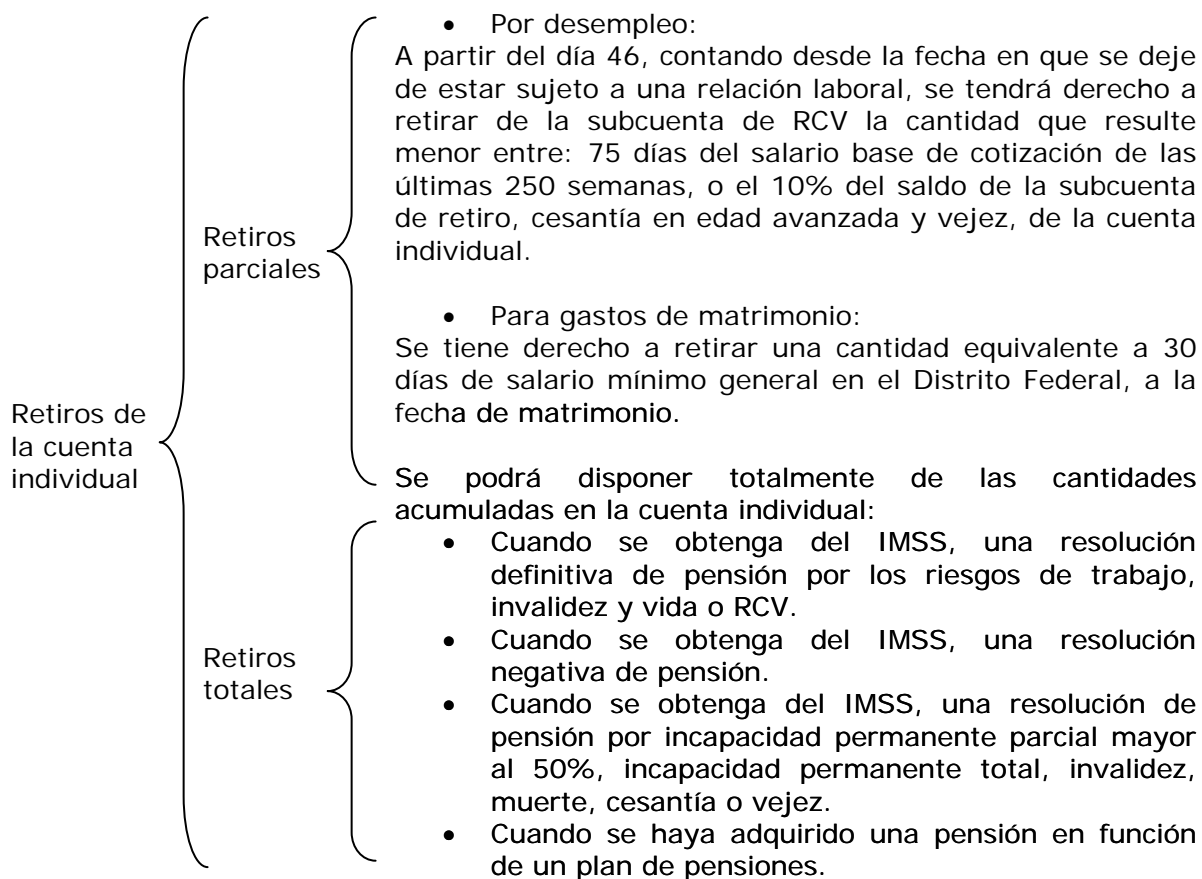 Retiros de
la cuenta
individual
Retiros
parciales
• Por desempleo:
A partir del día 46, contando desde la fecha en que se deje
de estar sujeto a una relación laboral, se tendrá derecho a
retirar de la subcuenta de RCV la cantidad que resulte
menor entre: 75 días del salario base de cotización de las
últimas 250 semanas, o el 10% del saldo de la subcuenta
de retiro, cesantía en edad avanzada y vejez, de la cuenta
individual.
• Para gastos de matrimonio:
Se tiene derecho a retirar una cantidad equivalente a 30
días de salario mínimo general en el Distrito Federal, a la
fecha de matrimonio.
Retiros
totales
Se podrá disponer totalmente de las cantidades
acumuladas en la cuenta individual:
• Cuando se obtenga del IMSS, una resolución
definitiva de pensión por los riesgos de trabajo,
invalidez y vida o RCV.
• Cuando se obtenga del IMSS, una resolución
negativa de pensión.
• Cuando se obtenga del IMSS, una resolución de
pensión por incapacidad permanente parcial mayor
al 50%, incapacidad permanente total, invalidez,
muerte, cesantía o vejez.
• Cuando se haya adquirido una pensión en función
de un plan de pensiones.